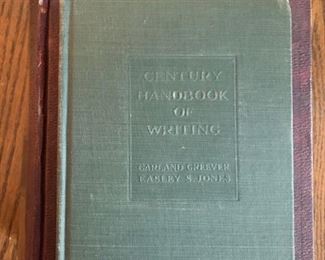 CENTURY
HANDBOOK
OF
WRITING
GARLAND GREEVER
EASLEY S. JONES